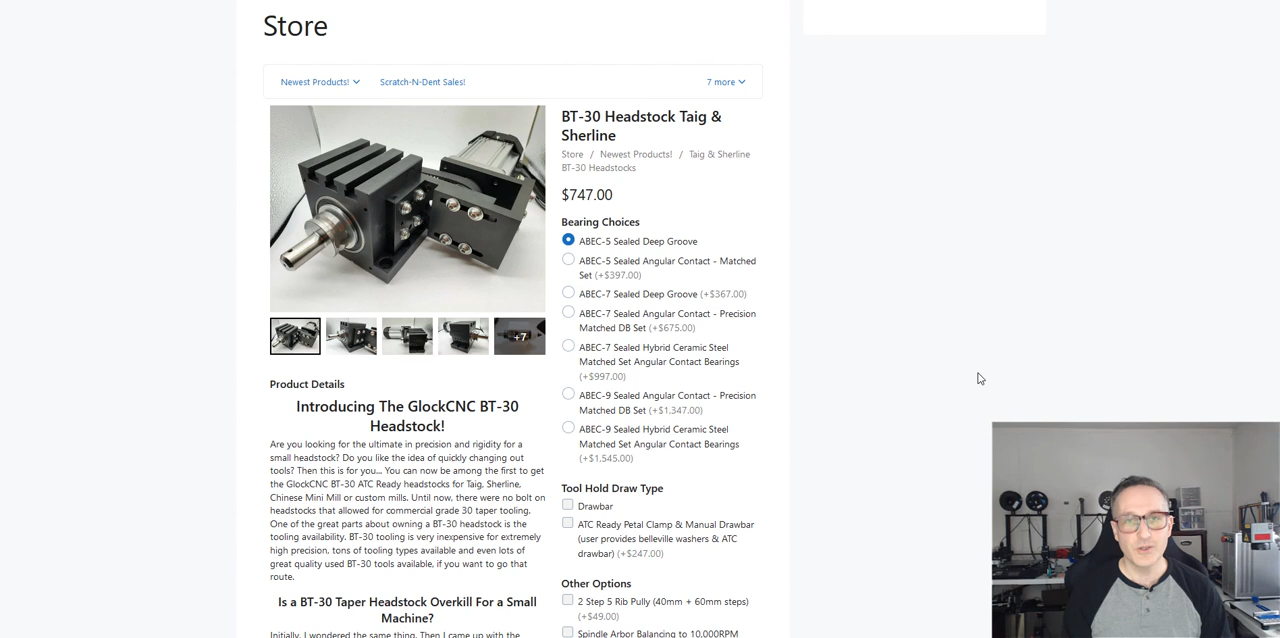 Store
Newest Products!
Scratch-N-Dent Sales!
7 more
BT-30 Headstock Taig &
Sherline
Store / Newest Products! / Taig & Sherline
BT-30 Headstocks
$747.00
Bearing Choices
ABEC-5 Sealed Deep Groove
ABEC-5 Sealed Angular Contact - Matched
Set (+$397.00)
ABEC-7 Sealed Deep Groove (+$367.00)
ABEC-7 Sealed Angular Contact - Precision
Matched DB Set (+$675.00)
ABEC-7 Sealed Hybrid Ceramic Steel
Matched Set Angular Contact Bearings
(+$997.00)
ABEC-9 Sealed Angular Contact - Precision
Matched DB Set (+$1,347.00)
ABEC-9 Sealed Hybrid Ceramic Steel
Matched Set Angular Contact Bearings
(+$1,545.00)
Tool Hold Draw Type
Drawbar
ATC Ready Petal Clamp & Manual Drawbar
(user provides belleville washers & ATC
drawbar) (+$247.00)
Other Options
2 Step 5 Rib Pully (40mm + 60mm steps)
(+$49.00)
Spindle Arbor Balancing to 10,000RPM
+7
Product Details
Introducing The GlockCNC BT-30
Headstock!
Are you looking for the ultimate in precision and rigidity for a
small headstock? Do you like the idea of quickly changing out
tools? Then this is for you... You can now be among the first to get
the GlockCNC BT-30 ATC Ready headstocks for Taig, Sherline,
Chinese Mini Mill or custom mills. Until now, there were no bolt on
headstocks that allowed for commercial grade 30 taper tooling.
One of the great parts about owning a BT-30 headstock is the
tooling availability. BT-30 tooling is very inexpensive for extremely
high precision, tons of tooling types available and even lots of
great quality used BT-30 tools available, if you want to go that
route.
Is a BT-30 Taper Headstock Overkill For a Small
Machine?
Initially, I wondered the same thing. Then I came up with the